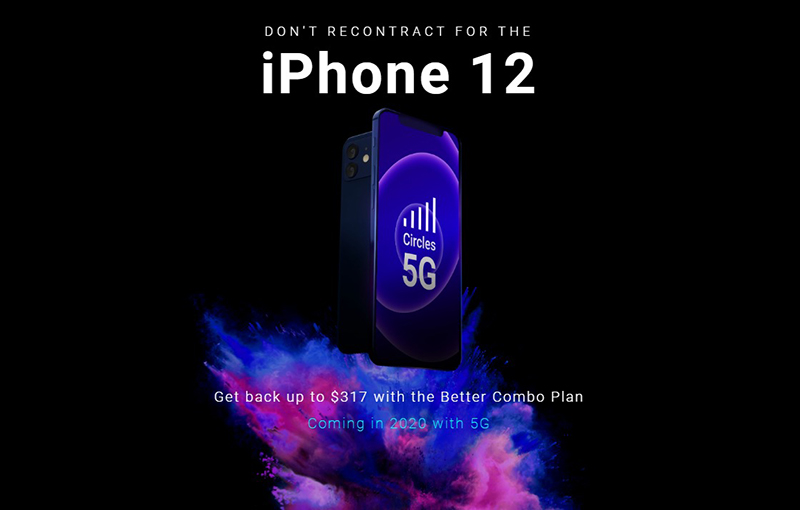 DON'T RECONTRACT FOR THE
iPhone 12
Circles
5G
Get back up to $317 with the Better Combo Plan
Coming in 2020 with 5G